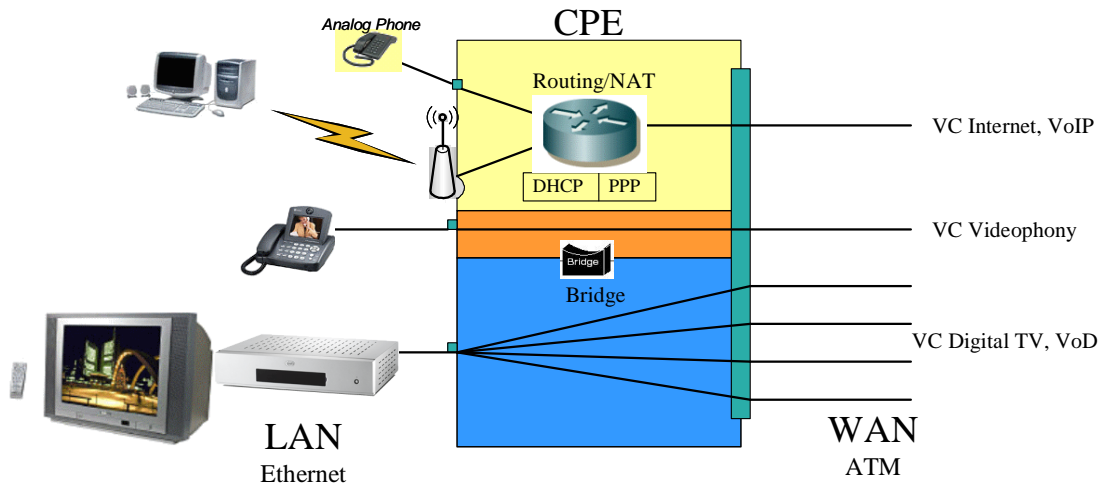 CPE
Analog Phone
Routing/NAT
DHCP
PPP
VC Internet, VoIP
VC Videophony
Bridge
Bridge
VC Digital TV, VoD
LAN
Ethernet
WAN
ATM